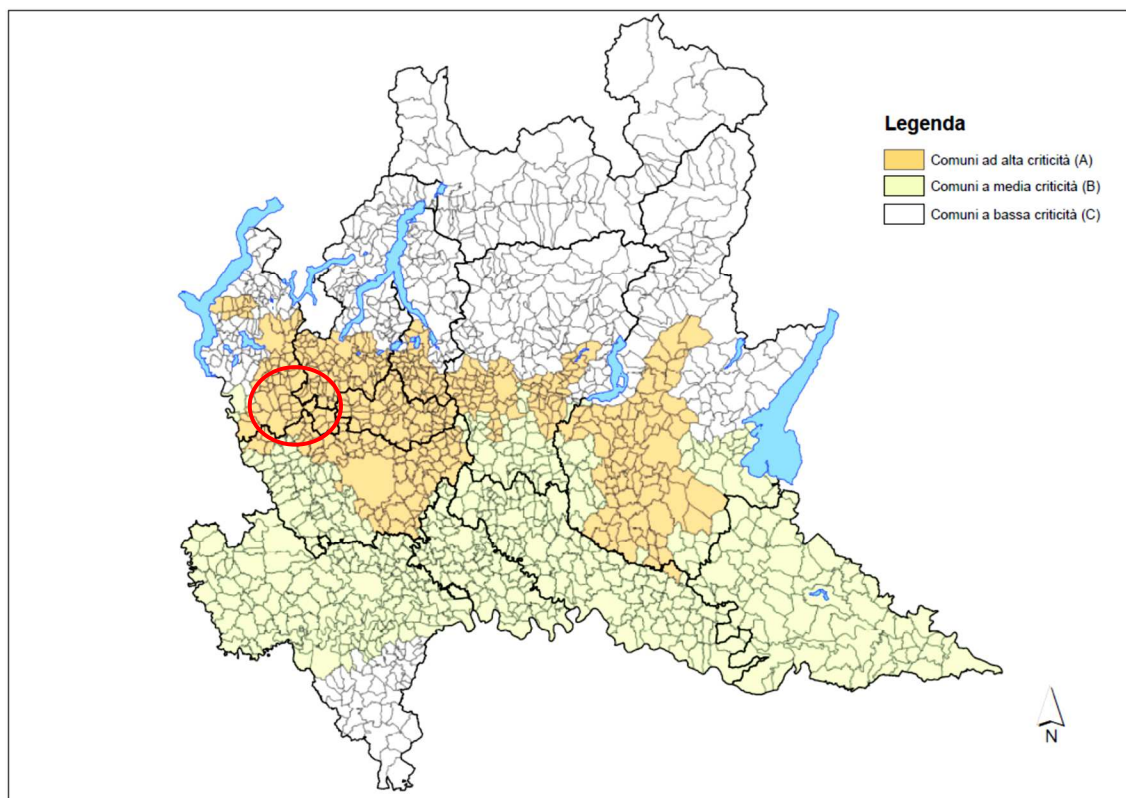 Legenda
Comuni ad alta criticità (A)
Comuni a media criticità (B)
Comuni a bassa criticità (C)
N